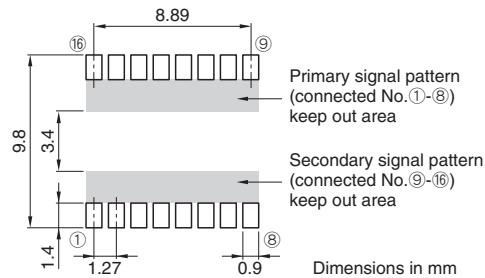 8.89
⑯
⑨
Primary signal pattern
(connected No.①-⑧)
keep out area
9.8
3.4
Secondary signal pattern
(connected No.⑨-⑯)
keep out area
①
⑧
1.4
1.27
0.9
Dimensions in mm